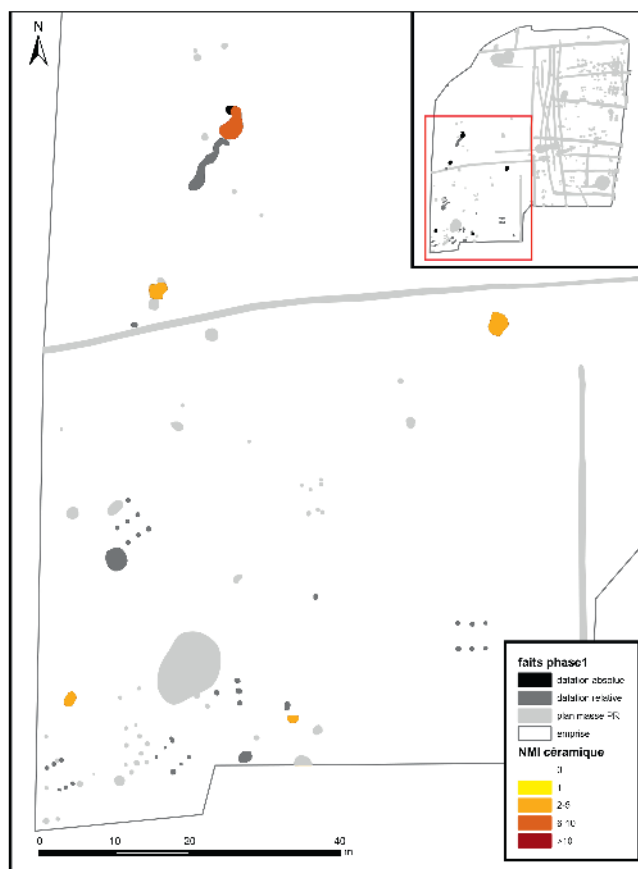 N
faits phase1
datation absolue
datation relative
plan masse PR
emprise
NMI céramique
0
1
2-5
6-10
>10
0 10 20 40
m